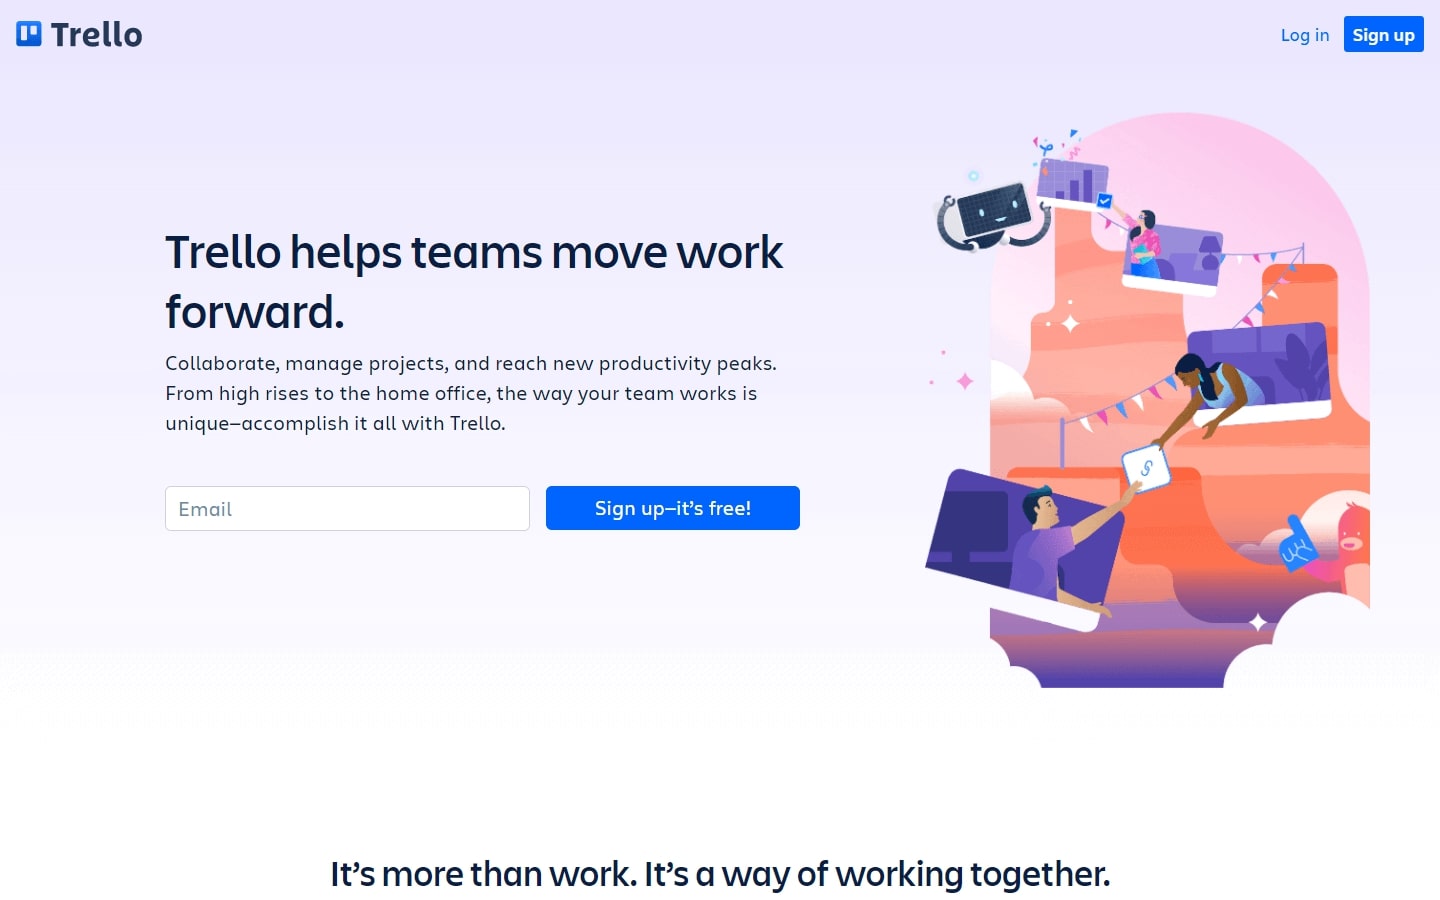 Trello
Log in
Sign up
Trello helps teams move work
forward.
Collaborate, manage projects, and reach new productivity peaks.
From high rises to the home office, the way your team works is
unique—accomplish it all with Trello.
Email
Sign up—it’s free!
It’s more than work. It’s a way of working together.